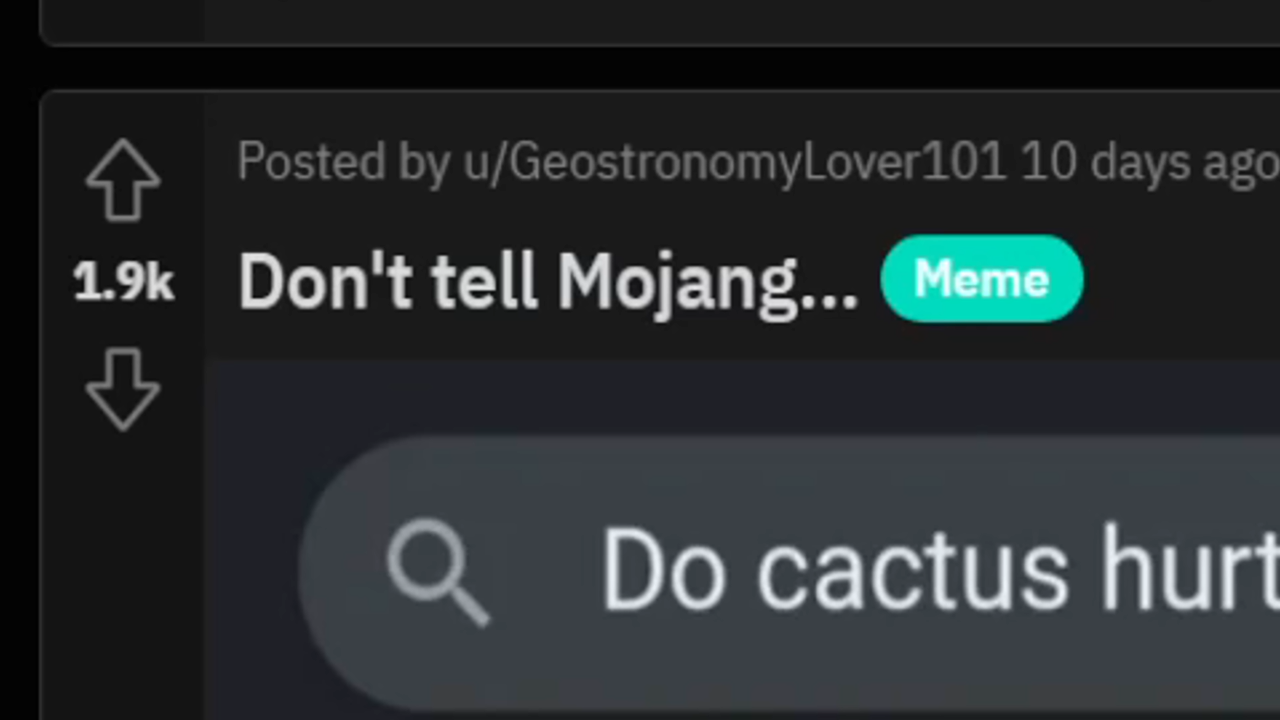 Posted by u/GeostronomyLover101 10 days ago
1.9k
Don't tell Mojang... Meme
Do cactus hurt